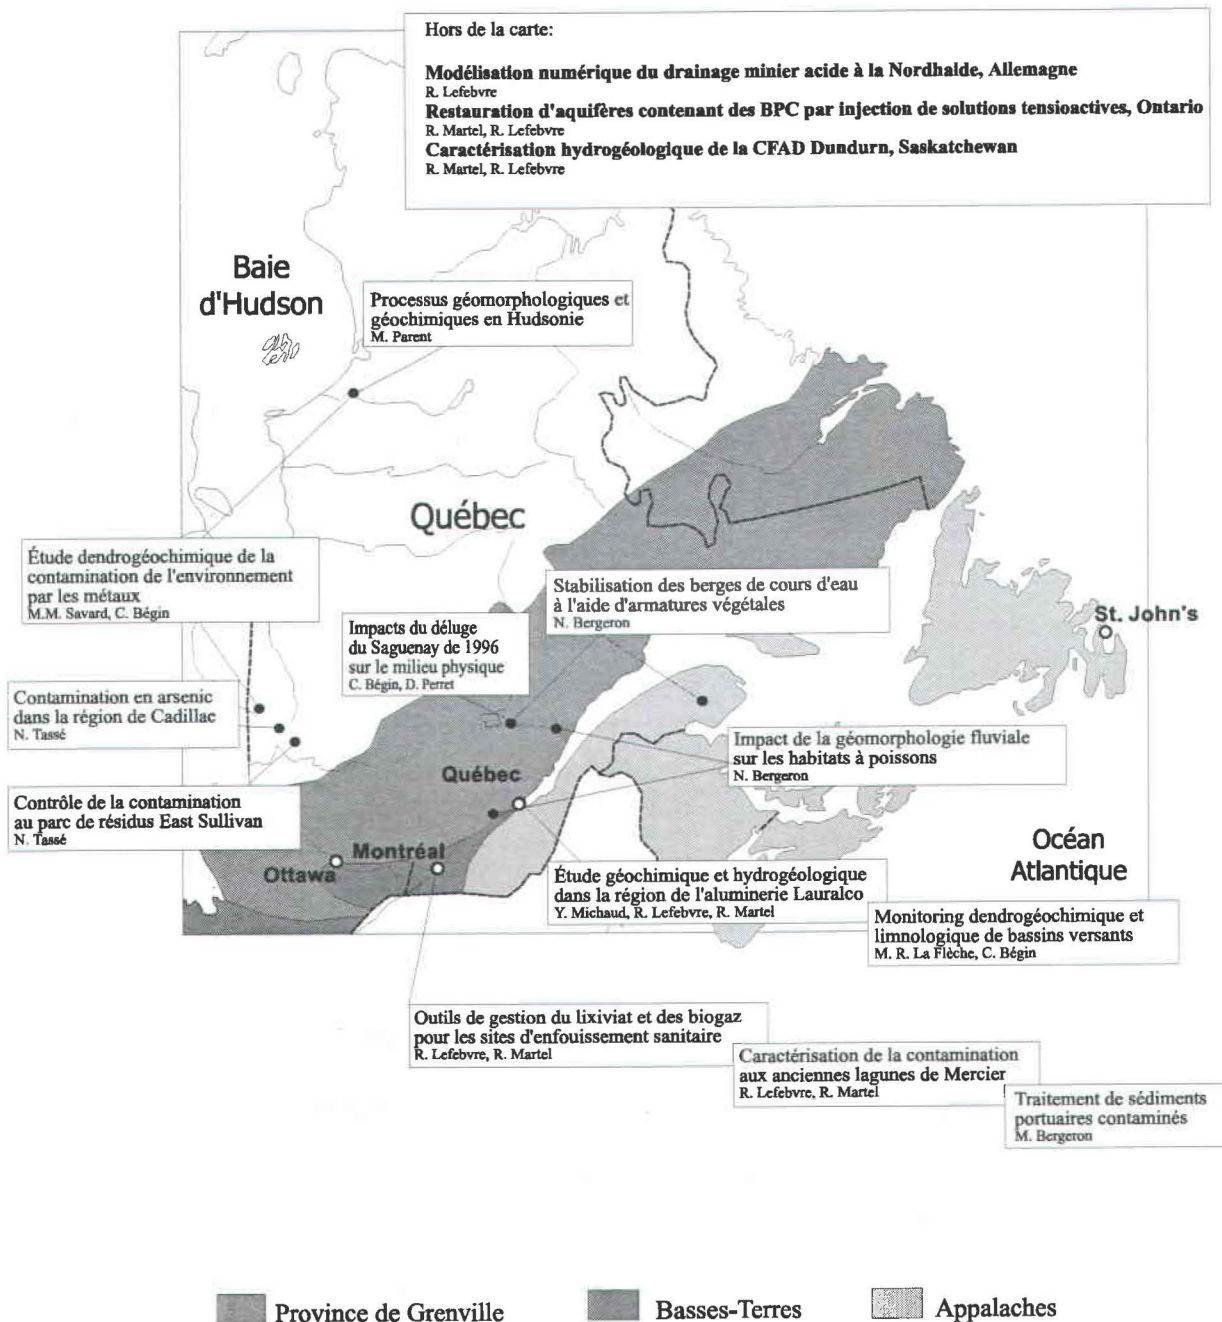 Hors de la carte:
Modélisation numérique du drainage minier acide à la Nordhalde, Allemagne
R. Lefebvre
Restauration d'aquifères contenant des BPC par injection de solutions tensioactives, Ontario
R. Martel, R. Lefebvre
Caractérisation hydrogéologique de la CFAD Dundurn, Saskatchewan
R. Martel, R. Lefebvre
Baie
d'Hudson
Processus géomorphologiques et
géochimiques en Hudsonie
M. Parent
Québec
Étude dendrogéochimique de la
contamination de l'environnement
par les métaux
M.M. Savard, C. Bégin
Stabilisation des berges de cours d'eau
à l'aide d'armatures végétales
N. Bergeron
St. John's
Impacts du déluge
du Saguenay de 1996
sur le milieu physique
C. Bégin, D. Perret
Contamination en arsenic
dans la région de Cadillac
N. Tassé
Impact de la géomorphologie fluviale
sur les habitats à poissons
N. Bergeron
Québec
Contrôle de la contamination
au parc de résidus East Sullivan
N. Tassé
Océan
Atlantique
Montréal
Ottawa
Étude géochimique et hydrogéologique
dans la région de l'aluminerie Lauralco
Y. Michaud, R. Lefebvre, R. Martel
Monitoring dendrogéochimique et
limnologique de bassins versants
M. R. La Flèche, C. Bégin
Outils de gestion du lixiviat et des biogaz
pour les sites d'enfouissement sanitaire
R. Lefebvre, R. Martel
Caractérisation de la contamination
aux anciennes lagunes de Mercier
R. Lefebvre, R. Martel
Traitement de sédiments
portuaires contaminés
M. Bergeron
Province de Grenville
Basses-Terres
Appalaches